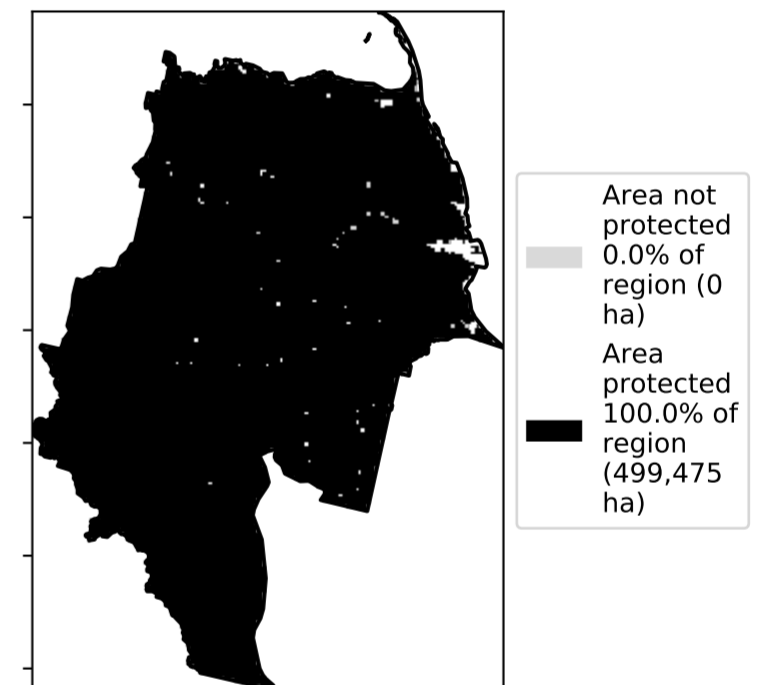 Area not
protected
0.0% of
region (0
ha)
Area
protected
100.0% of
region
(499,475
ha)